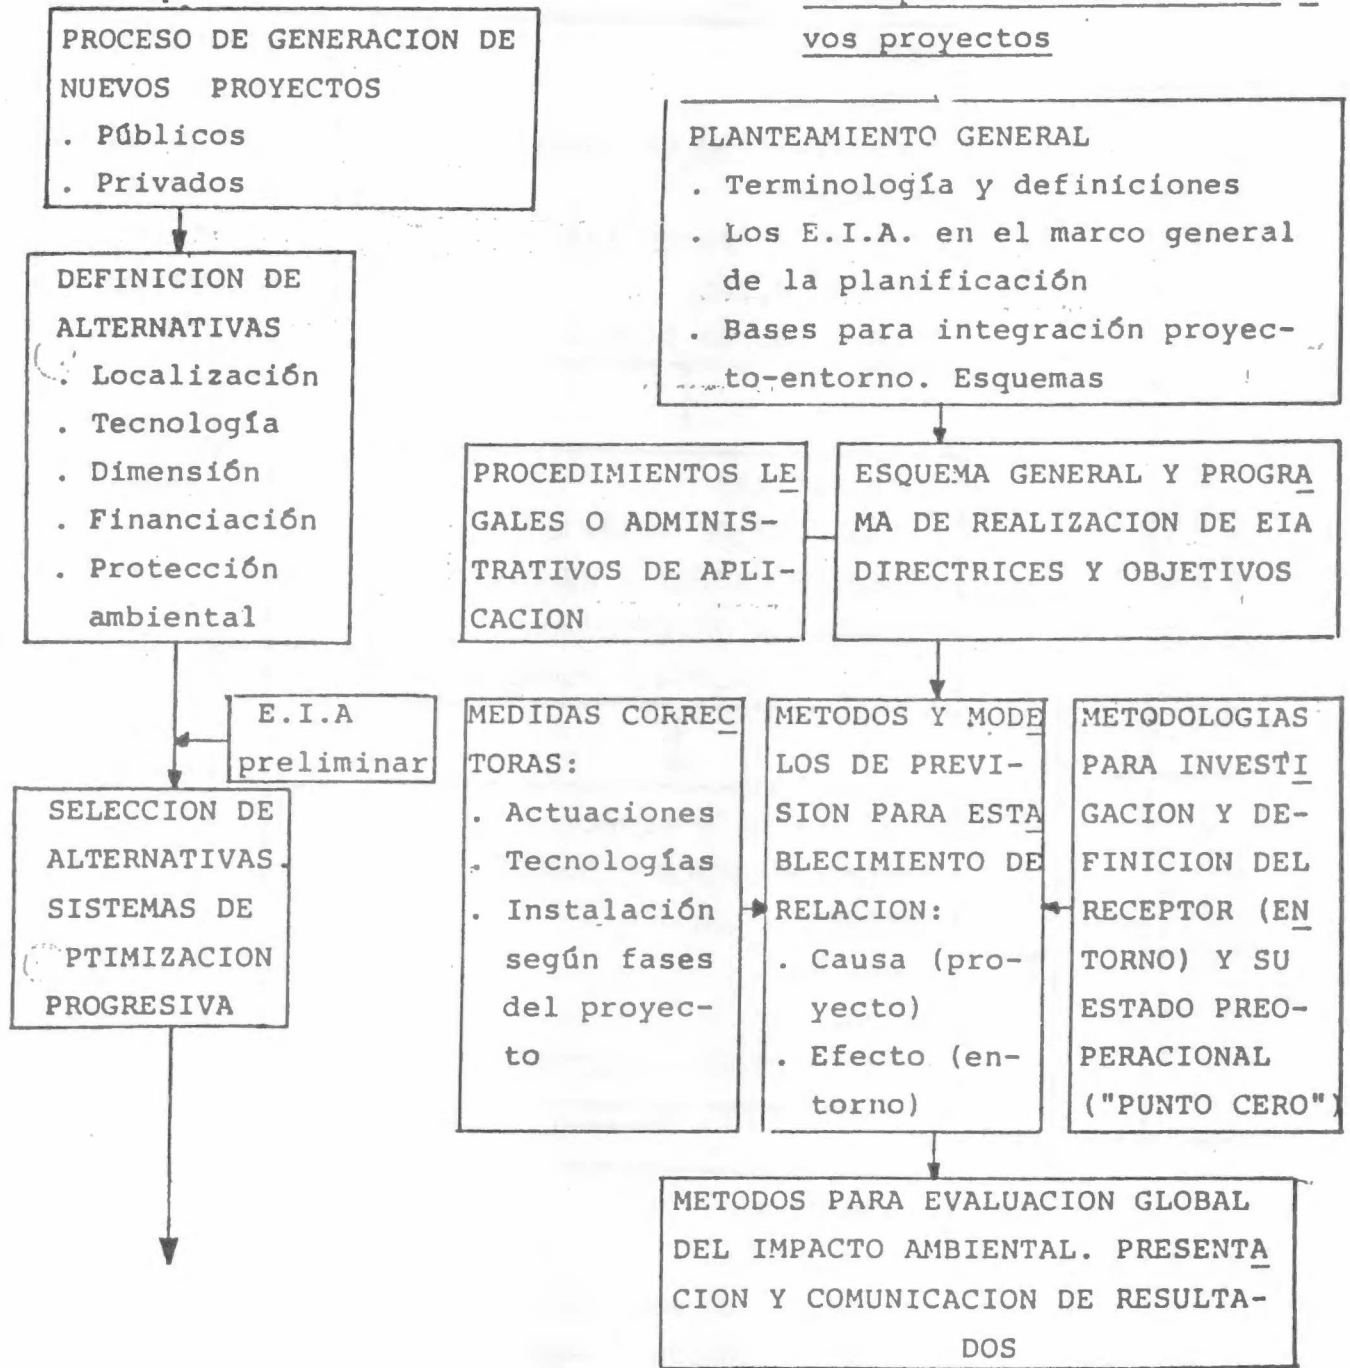 vos proyectos
PROCESO DE GENERACION DE
NUEVOS PROYECTOS
. Públicos
. Privados
DEFINICION DE
ALTERNATIVAS
. Localización
. Tecnología
. Dimensión
. Financiación
. Protección
ambiental
E.I.A
preliminar
SELECCION DE
ALTERNATIVAS.
SISTEMAS DE
PTIMIZACION
PROGRESIVA
PLANTEAMIENTO GENERAL
. Terminología y definiciones
. Los E.I.A. en el marco general
de la planificación
. Bases para integración proyec-
to-entorno. Esquemas
PROCEDIMIENTOS LE
GALES O ADMINIS-
TRATIVOS DE APLI-
CACION
ESQUEMA GENERAL Y PROGRA
MA DE REALIZACION DE EIA
DIRECTRICES Y OBJETIVOS
MEDIDAS CORREC
TORAS:
. Actuaciones
. Tecnologías
. Instalación
según fases
del proyec-
to
METODOS Y MODE
LOS DE PREVI-
SION PARA ESTA
BLECIMIENTO DE
RELACION:
. Causa (pro-
yecto)
. Efecto (en-
torno)
METODOLOGIAS
PARA INVESTI
GACION Y DE-
FINICION DEL
RECEPTOR (EN
TORNO) Y SU
ESTADO PREO-
PERACIONAL
("PUNTO CERO")
METODOS PARA EVALUACION GLOBAL
DEL IMPACTO AMBIENTAL. PRESENTA
CION Y COMUNICACION DE RESULTA-
DOS